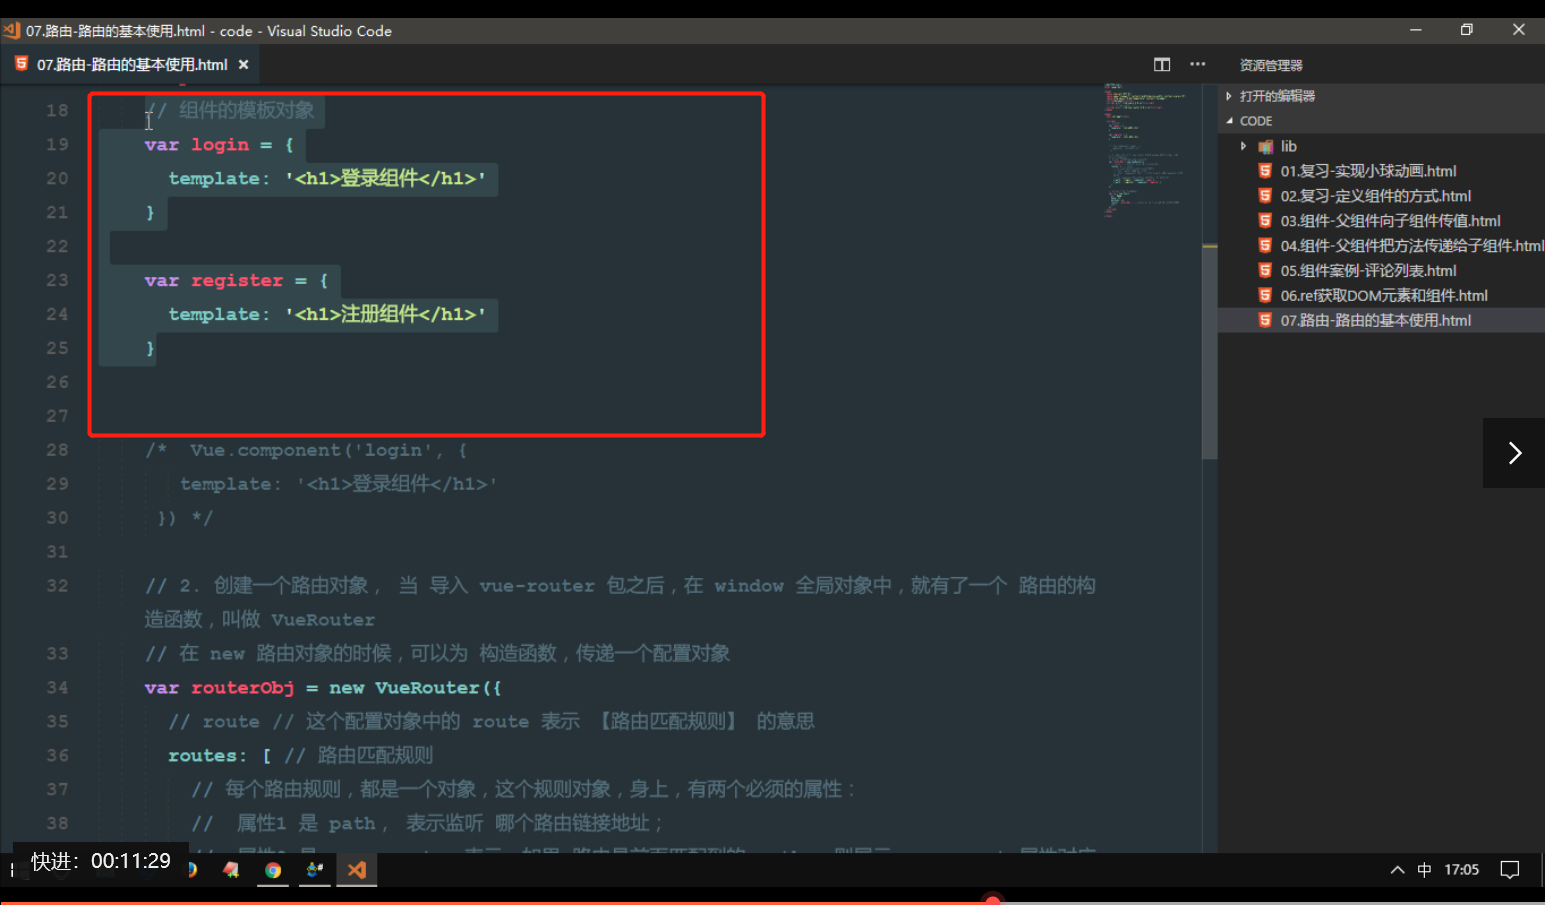 07.路由-路由的基本使用.html - code - Visual Studio Code
07.路由-路由的基本使用.html ×
资源管理器
打开的编辑器
CODE
lib
01.复习-实现小球动画.html
02.复习-定义组件的方式.html
03.组件-父组件向子组件传值.html
04.组件-父组件把方法传递给子组件.html
05.组件案例-评论列表.html
06.ref获取DOM元素和组件.html
07.路由-路由的基本使用.html
18 // 组件的模板对象
19 var login = {
20 template: '<h1>登录组件</h1>'
21 }
22
23 var register = {
24 template: '<h1>注册组件</h1>'
25 }
26
27
28 /* Vue.component('login', {
29 template: '<h1>登录组件</h1>'
30 }) */
31
32 // 2. 创建一个路由对象， 当 导入 vue-router 包之后，在 window 全局对象中，就有了一个 路由的构
造函数，叫做 VueRouter
33 // 在 new 路由对象的时候，可以为 构造函数，传递一个配置对象
34 var routerObj = new VueRouter({
35 // route // 这个配置对象中的 route 表示 【路由匹配规则】 的意思
36 routes: [ // 路由匹配规则
37 // 每个路由规则，都是一个对象，这个规则对象，身上，有两个必须的属性：
38 // 属性1 是 path， 表示监听 哪个路由链接地址；
快进：00:11:29
中 17:05